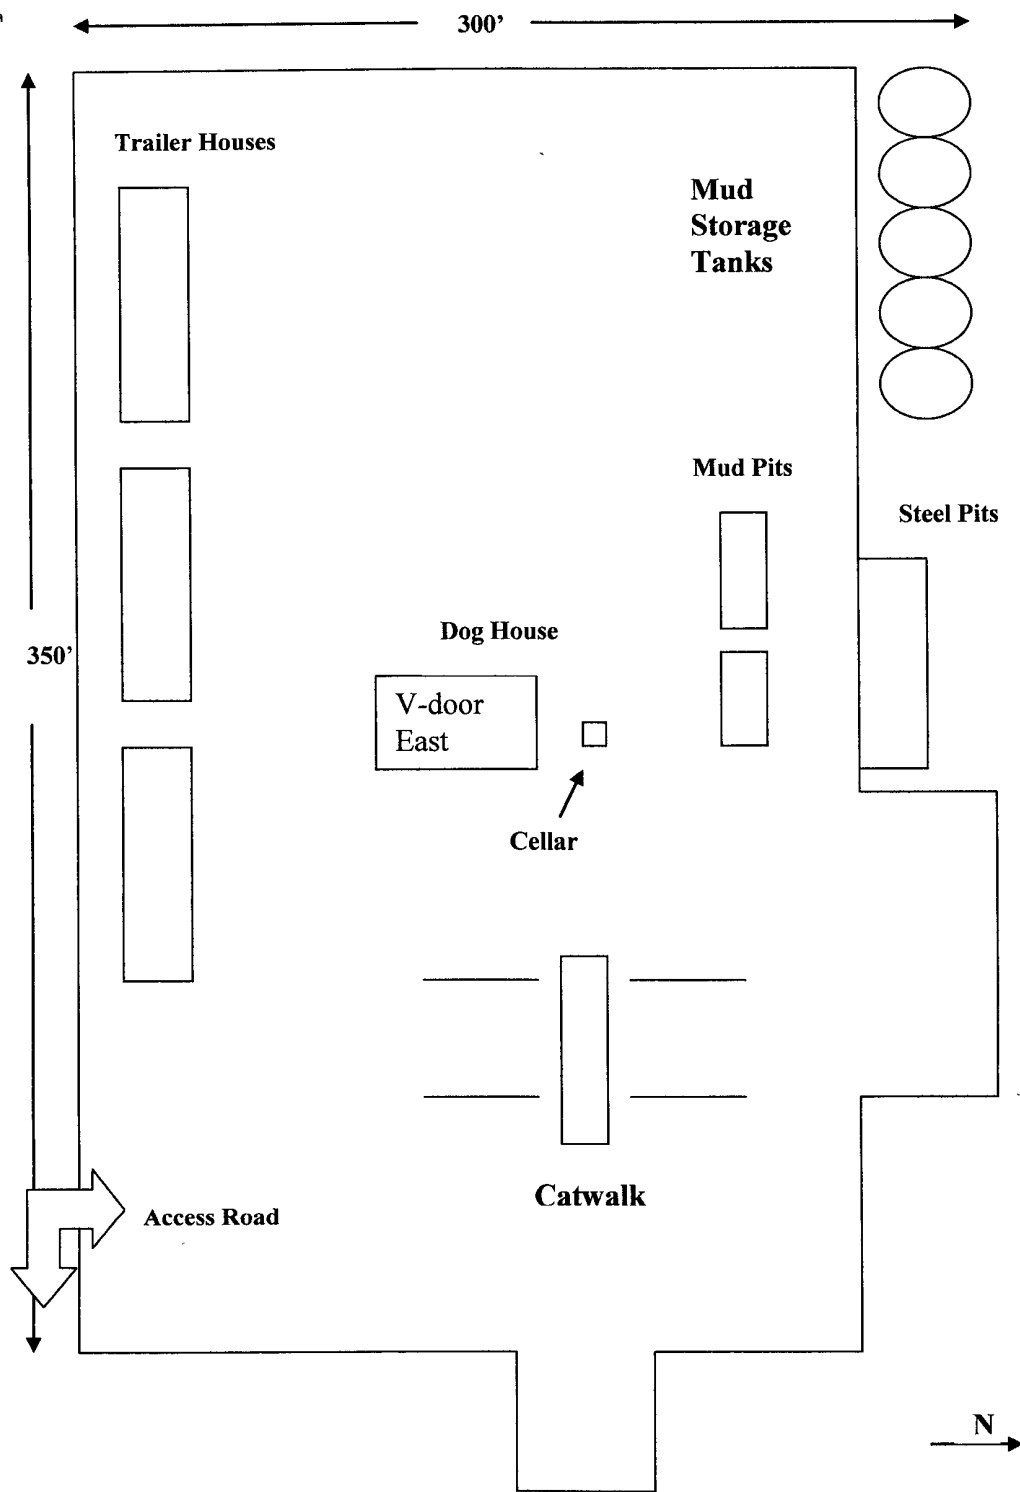 300’
Trailer Houses
Mud
Storage
Tanks
Mud Pits
Steel Pits
Dog House
350’
V-door
East
Cellar
Catwalk
Access Road
N